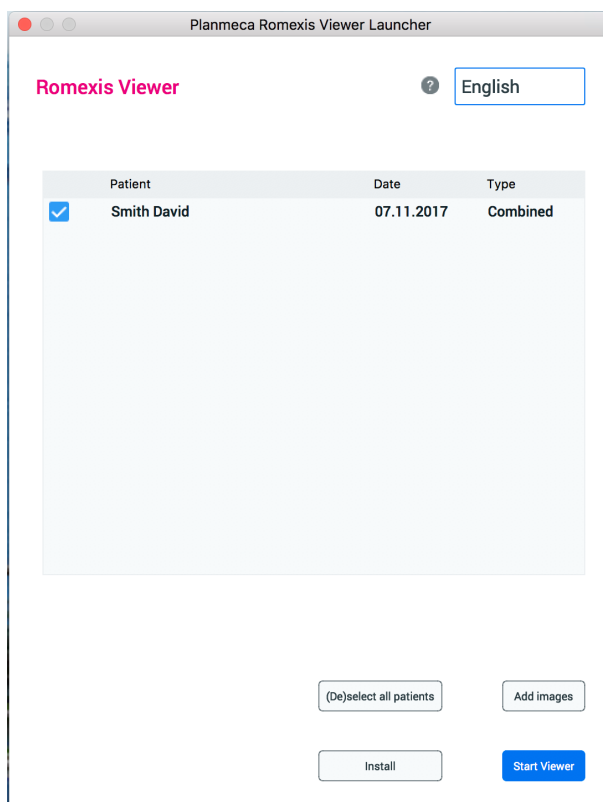 Planmeca Romexis Viewer Launcher
Romexis Viewer ? English
Patient Date Type
Smith David 07.11.2017 Combined
(De)select all patients Add images
Install Start Viewer